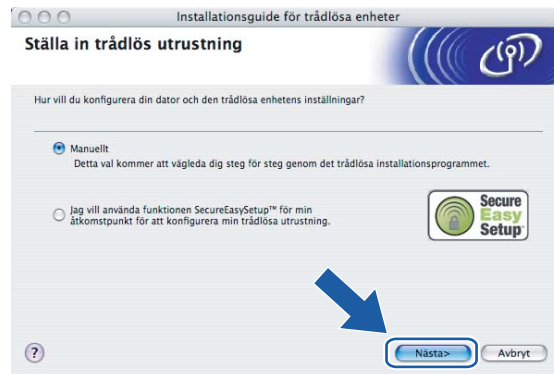 Installationsguide för trådlösa enheter
Ställa in trådlös utrustning
Hur vill du konfigurera din dator och den trådlösa enhetens inställningar?
Manuellt
Detta val kommer att vägleda dig steg för steg genom det trådlösa installationsprogrammet.
Jag vill använda funktionen SecureEasySetup™ för min
åtkomstpunkt för att konfigurera min trådlösa utrustning.
Secure
Easy
Setup
?
Nästa>
Avbryt